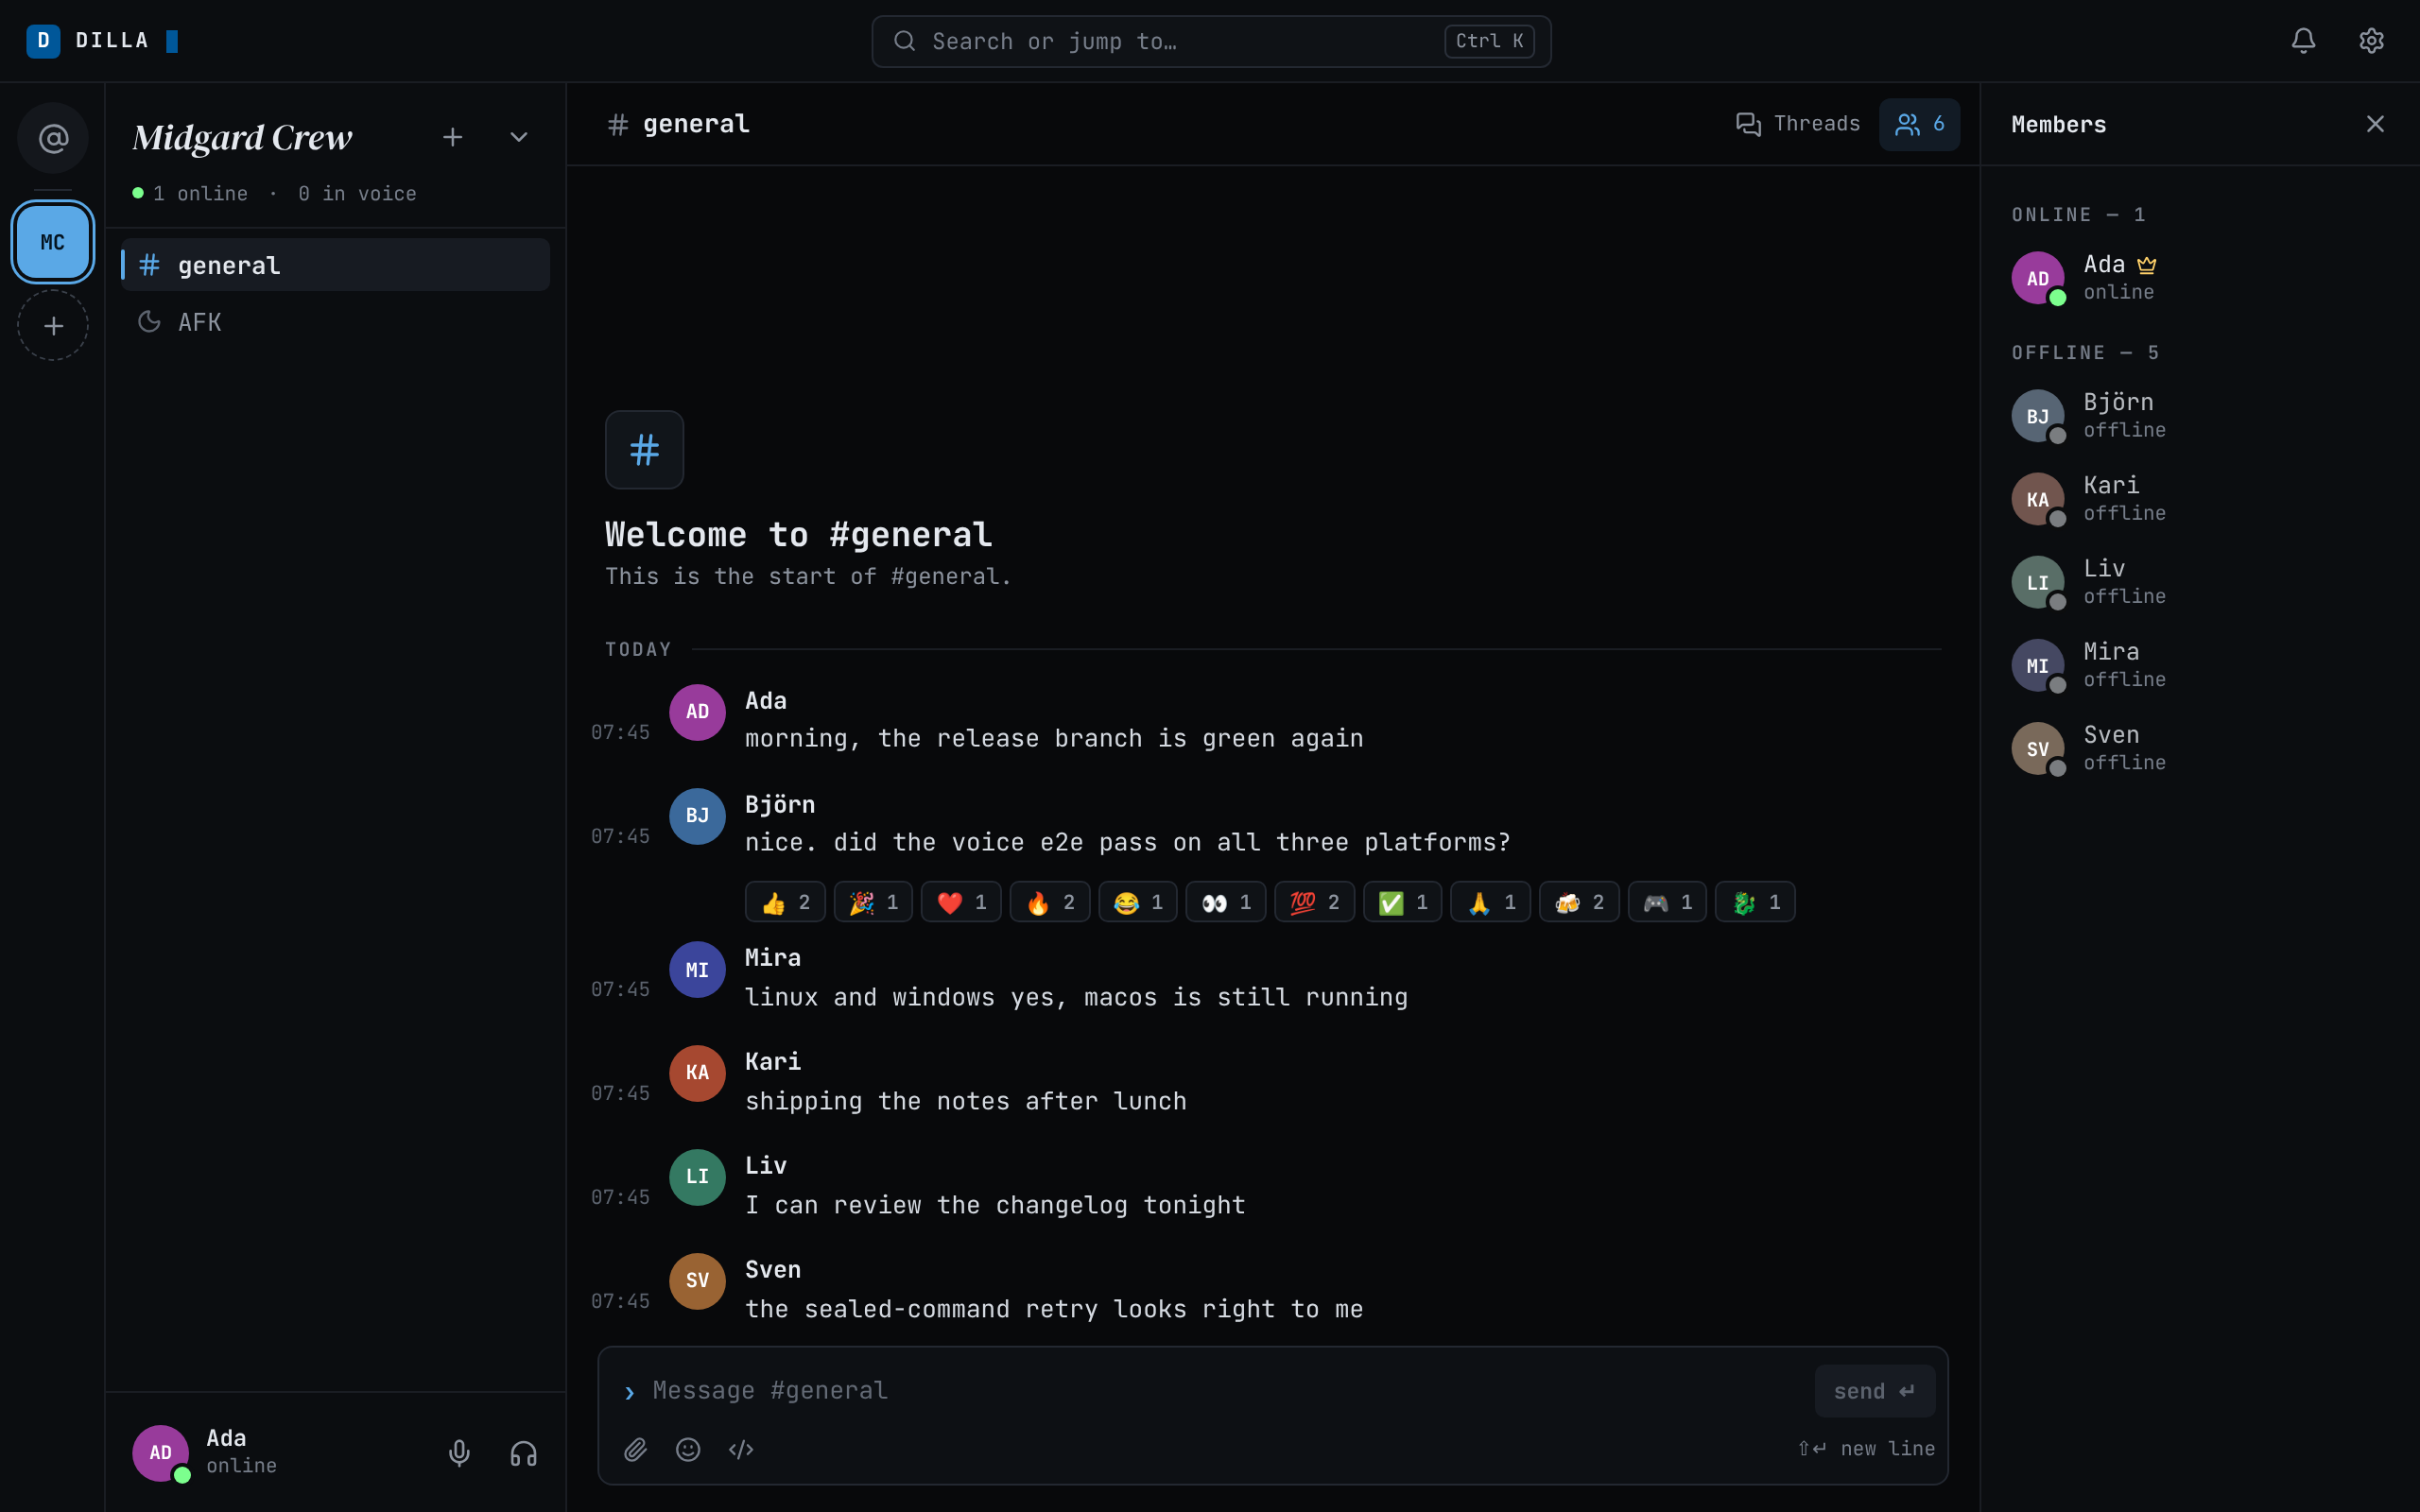 D DILLA
Search or jump to… Ctrl K
Midgard Crew
1 online · 0 in voice
MC
# general
AFK
AD Ada
online
# general
Threads
6
#
Welcome to #general
This is the start of #general.
TODAY
AD Ada
07:45 morning, the release branch is green again
BJ Björn
07:45 nice. did the voice e2e pass on all three platforms?
👍 2 🎉 1 ❤️ 1 🔥 2 😂 1 👀 1 💯 2 ✅ 1 🙏 1 🍻 2 🎮 1 🐉 1
MI Mira
07:45 linux and windows yes, macos is still running
KA Kari
07:45 shipping the notes after lunch
LI Liv
07:45 I can review the changelog tonight
SV Sven
07:45 the sealed-command retry looks right to me
› Message #general
send ↵
⇧↵ new line
Members
ONLINE — 1
AD Ada
online
OFFLINE — 5
BJ Björn
offline
KA Kari
offline
LI Liv
offline
MI Mira
offline
SV Sven
offline